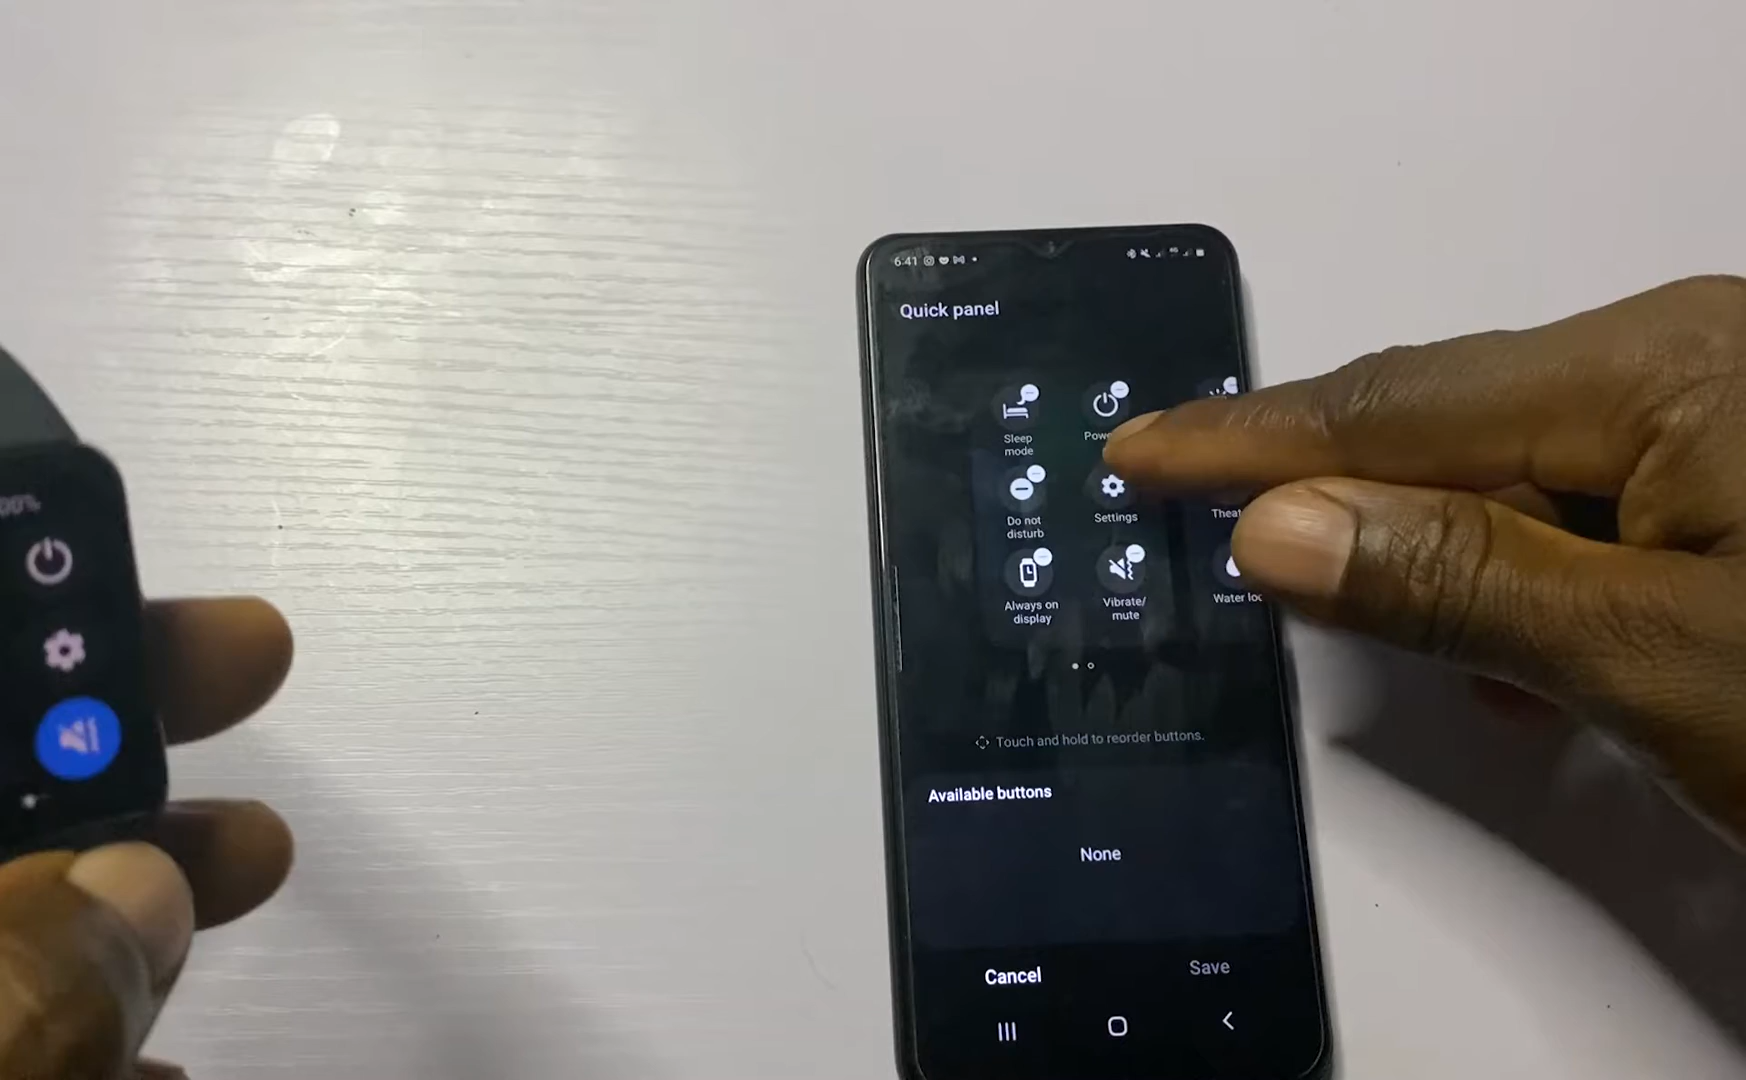 6:41
Quick panel
Sleep
mode
Do not
disturb
Settings
Always on
display
Vibrate/
mute
Touch and hold to reorder buttons.
Available buttons
None
Cancel
Save